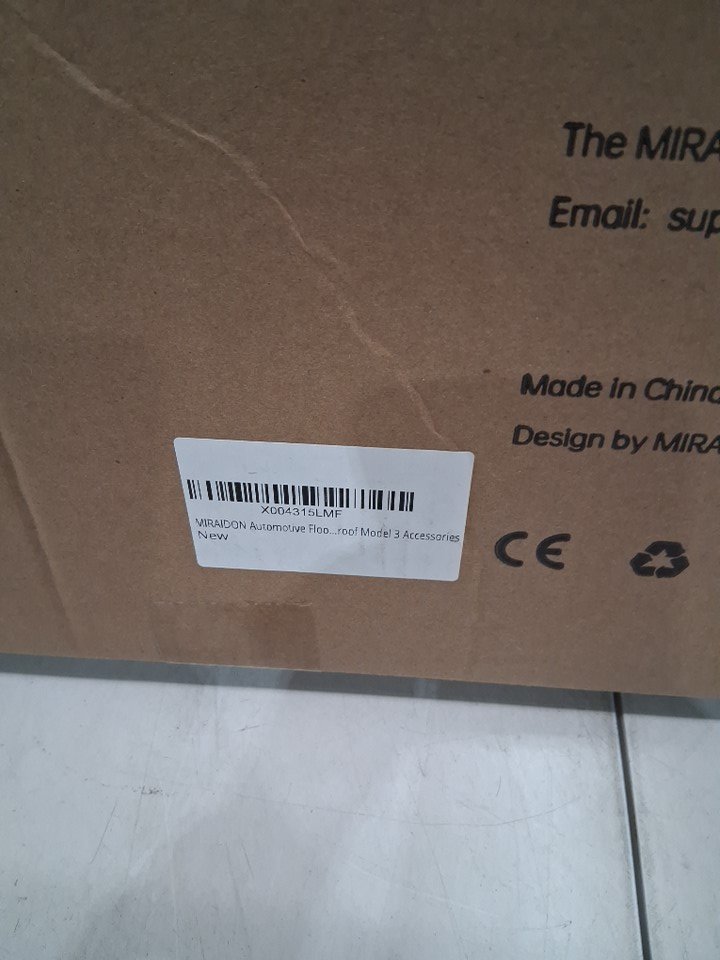 The MIRA
Email: sup
Made in China
Design by MIRA
X004315LMF
MIRAIDON Automotive Floo...roof Model 3 Accessories
New
CE